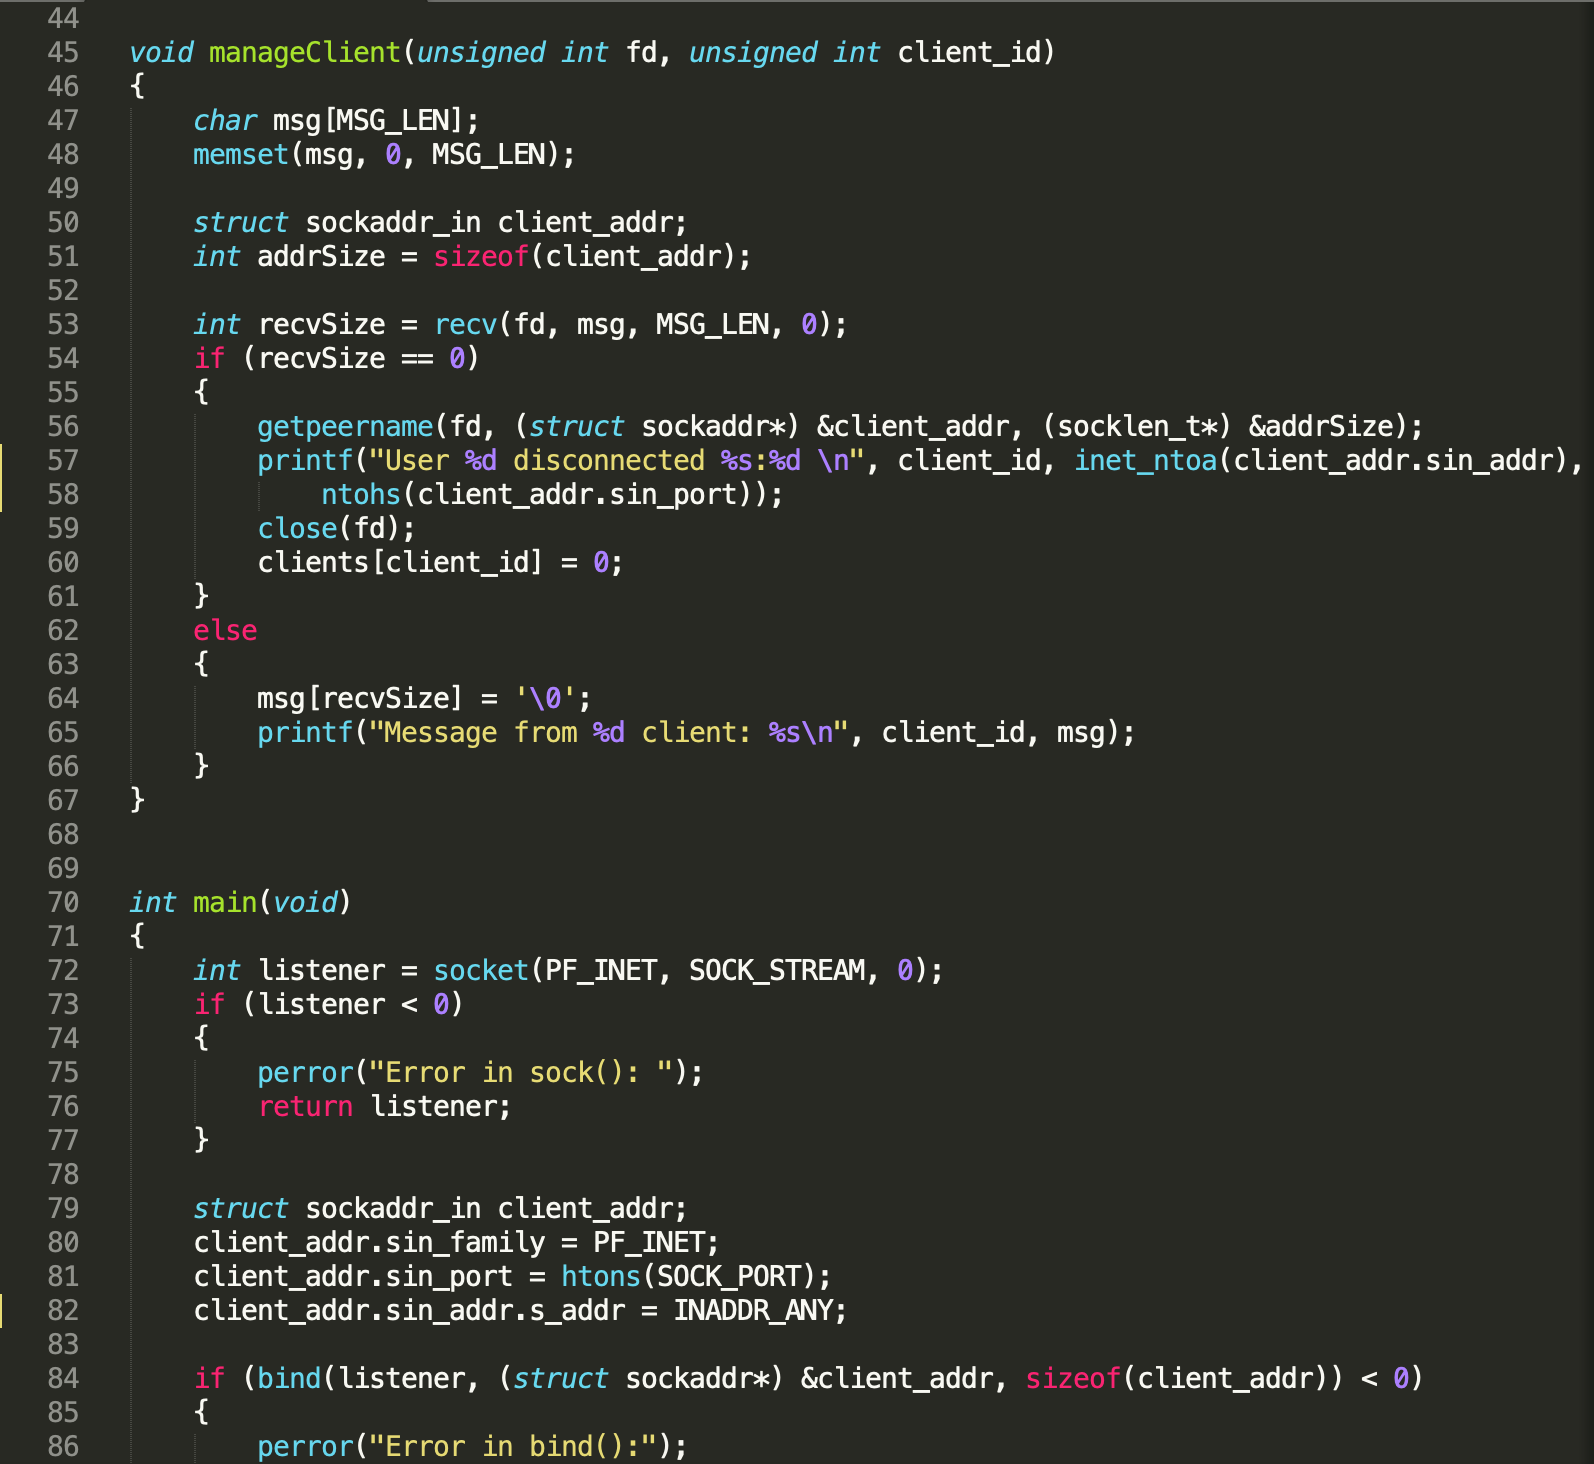 44
45 void manageClient(unsigned int fd, unsigned int client_id)
46 {
47     char msg[MSG_LEN];
48     memset(msg, 0, MSG_LEN);
49
50     struct sockaddr_in client_addr;
51     int addrSize = sizeof(client_addr);
52
53     int recvSize = recv(fd, msg, MSG_LEN, 0);
54     if (recvSize == 0)
55     {
56         getpeername(fd, (struct sockaddr*) &client_addr, (socklen_t*) &addrSize);
57         printf("User %d disconnected %s:%d \n", client_id, inet_ntoa(client_addr.sin_addr),
58             ntohs(client_addr.sin_port));
59         close(fd);
60         clients[client_id] = 0;
61     }
62     else
63     {
64         msg[recvSize] = '\0';
65         printf("Message from %d client: %s\n", client_id, msg);
66     }
67 }
68
69
70 int main(void)
71 {
72     int listener = socket(PF_INET, SOCK_STREAM, 0);
73     if (listener < 0)
74     {
75         perror("Error in sock(): ");
76         return listener;
77     }
78
79     struct sockaddr_in client_addr;
80     client_addr.sin_family = PF_INET;
81     client_addr.sin_port = htons(SOCK_PORT);
82     client_addr.sin_addr.s_addr = INADDR_ANY;
83
84     if (bind(listener, (struct sockaddr*) &client_addr, sizeof(client_addr)) < 0)
85     {
86         perror("Error in bind():");